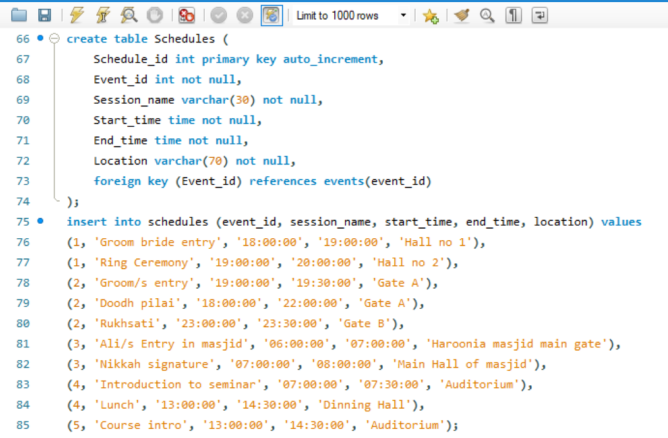 Limit to 1000 rows
66 create table Schedules (
67 Schedule_id int primary key auto_increment,
68 Event_id int not null,
69 Session_name varchar(30) not null,
70 Start_time time not null,
71 End_time time not null,
72 Location varchar(70) not null,
73 foreign key (Event_id) references events(event_id)
74 );
75 insert into schedules (event_id, session_name, start_time, end_time, location) values
76 (1, 'Groom bride entry', '18:00:00', '19:00:00', 'Hall no 1'),
77 (1, 'Ring Ceremony', '19:00:00', '20:00:00', 'Hall no 2'),
78 (2, 'Groom/s entry', '19:00:00', '19:30:00', 'Gate A'),
79 (2, 'Doodh pilai', '18:00:00', '22:00:00', 'Gate A'),
80 (2, 'Rukhsati', '23:00:00', '23:30:00', 'Gate B'),
81 (3, 'Ali/s Entry in masjid', '06:00:00', '07:00:00', 'Haroonia masjid main gate'),
82 (3, 'Nikkah signature', '07:00:00', '08:00:00', 'Main Hall of masjid'),
83 (4, 'Introduction to seminar', '07:00:00', '07:30:00', 'Auditorium'),
84 (4, 'Lunch', '13:00:00', '14:30:00', 'Dinning Hall'),
85 (5, 'Course intro', '13:00:00', '14:30:00', 'Auditorium');